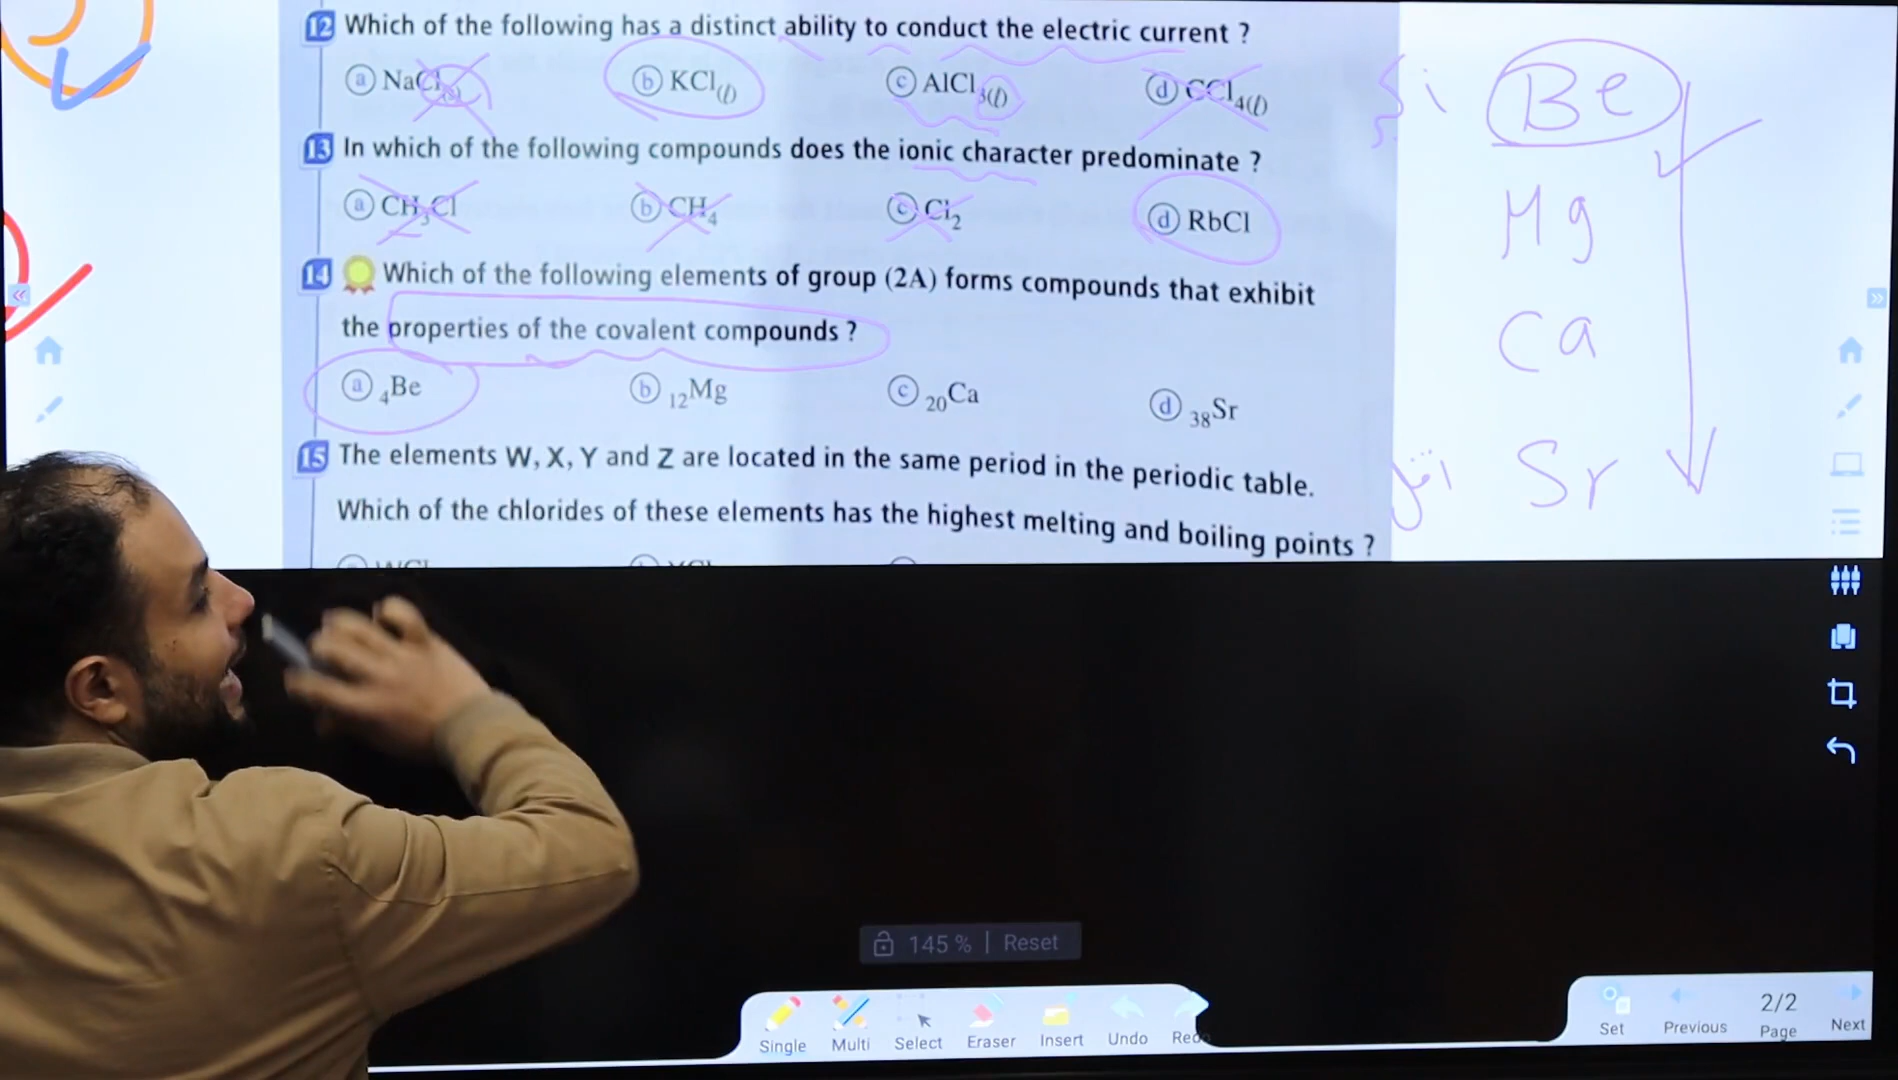 12 Which of the following has a distinct ability to conduct the electric current ?
a NaCl(s) b KCl(l) c AlCl3(l) d CCl4(l)
13 In which of the following compounds does the ionic character predominate ?
a CH3Cl b CH4 c Cl2 d RbCl
14 Which of the following elements of group (2A) forms compounds that exhibit
the properties of the covalent compounds ?
a 4Be b 12Mg c 20Ca d 38Sr
15 The elements W, X, Y and Z are located in the same period in the periodic table.
Which of the chlorides of these elements has the highest melting and boiling points ?
Be
Mg
Ca
Sr
145 % | Reset
Single Multi Select Eraser Insert Undo Redo
Set Previous 2/2 Page Next